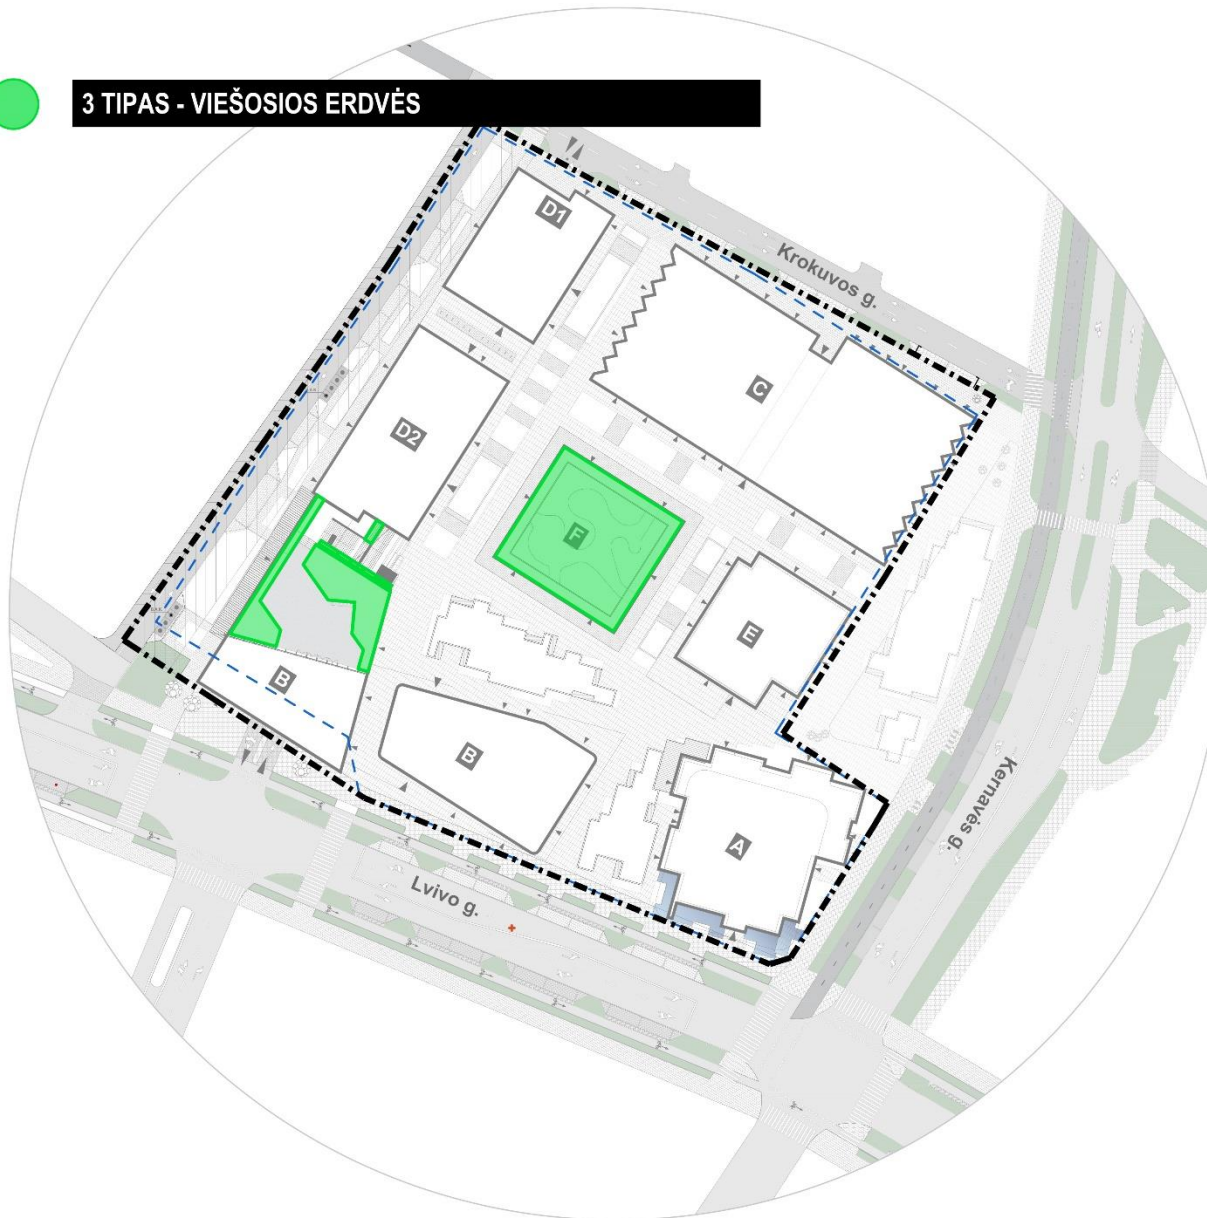 3 TIPAS - VIEŠOSIOS ERDVĖS
D1
Krokuvos g.
C
D2
F
E
B
B
A
Kernavės g.
Lvivo g.